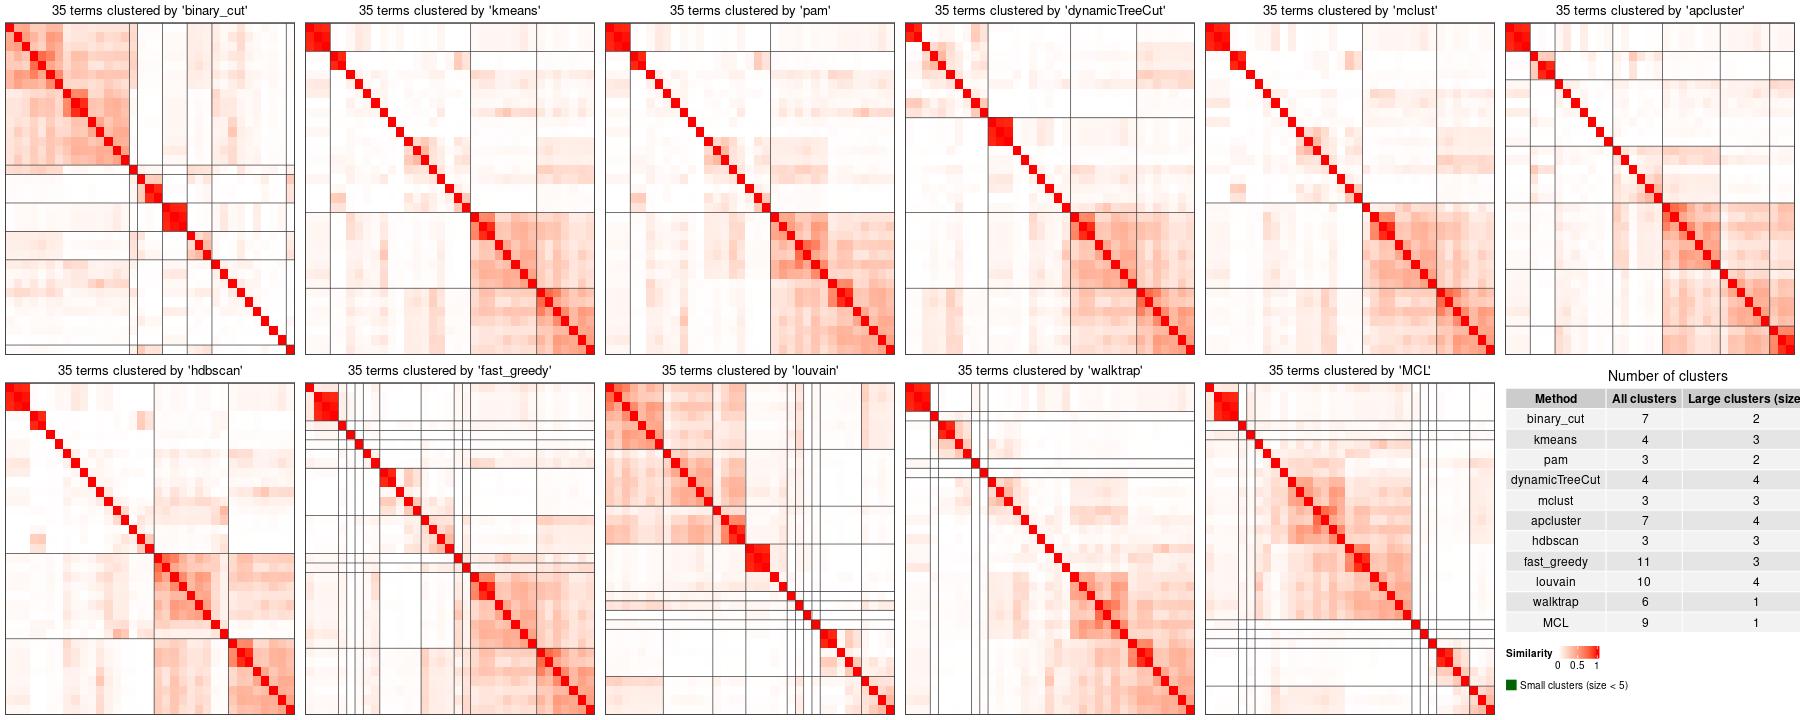 35 terms clustered by 'binary_cut'
35 terms clustered by 'kmeans'
35 terms clustered by 'pam'
35 terms clustered by 'dynamicTreeCut'
35 terms clustered by 'mclust'
35 terms clustered by 'apcluster'
35 terms clustered by 'hdbscan'
35 terms clustered by 'fast_greedy'
35 terms clustered by 'louvain'
35 terms clustered by 'walktrap'
35 terms clustered by 'MCL'
Number of clusters
Method All clusters Large clusters (size
binary_cut 7 2
kmeans 4 3
pam 3 2
dynamicTreeCut 4 4
mclust 3 3
apcluster 7 4
hdbscan 3 3
fast_greedy 11 3
louvain 10 4
walktrap 6 1
MCL 9 1
Similarity
0 0.5 1
Small clusters (size < 5)